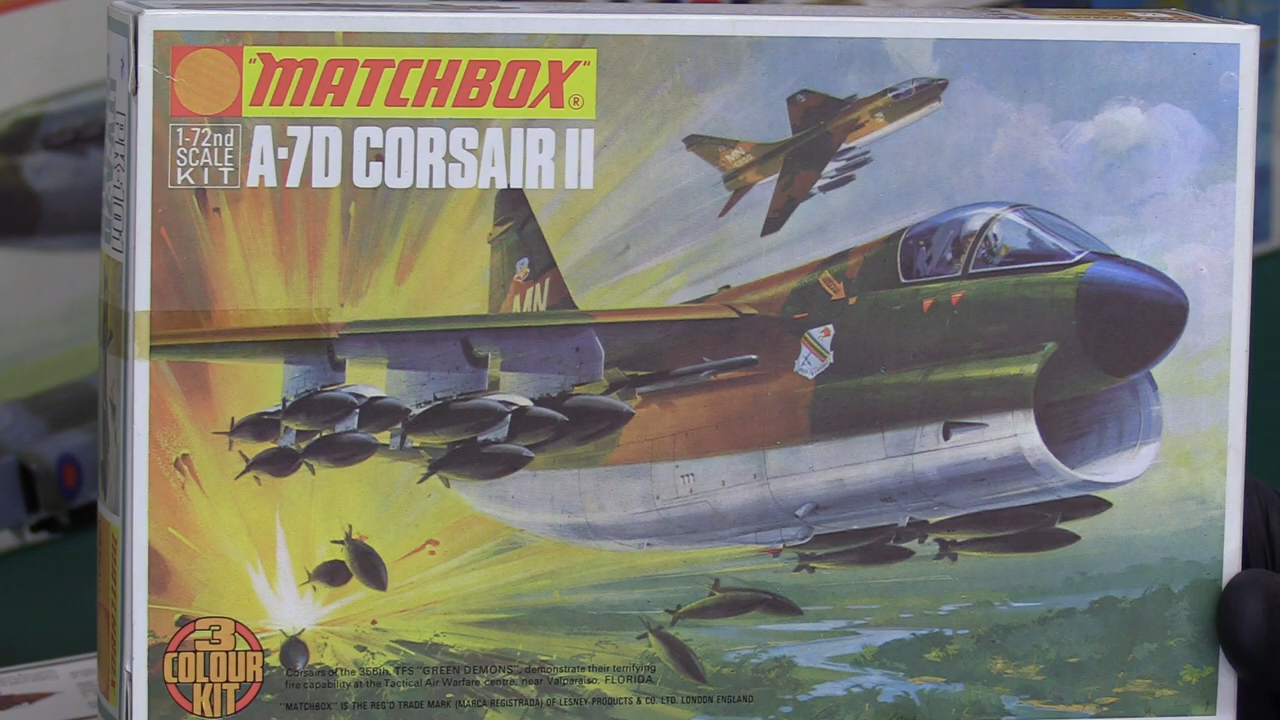 "MATCHBOX"®
1-72nd
SCALE
KIT
A·7D CORSAIR II
MN
3
COLOUR
KIT
Corsairs of the 356th. TFS "GREEN DEMONS", demonstrate their terrifying
fire capability at the Tactical Air Warfare centre, near Valparaiso, FLORIDA.
"MATCHBOX" IS THE REG'D TRADE MARK (MARCA REGISTRADA) OF LESNEY PRODUCTS & CO. LTD. LONDON ENGLAND